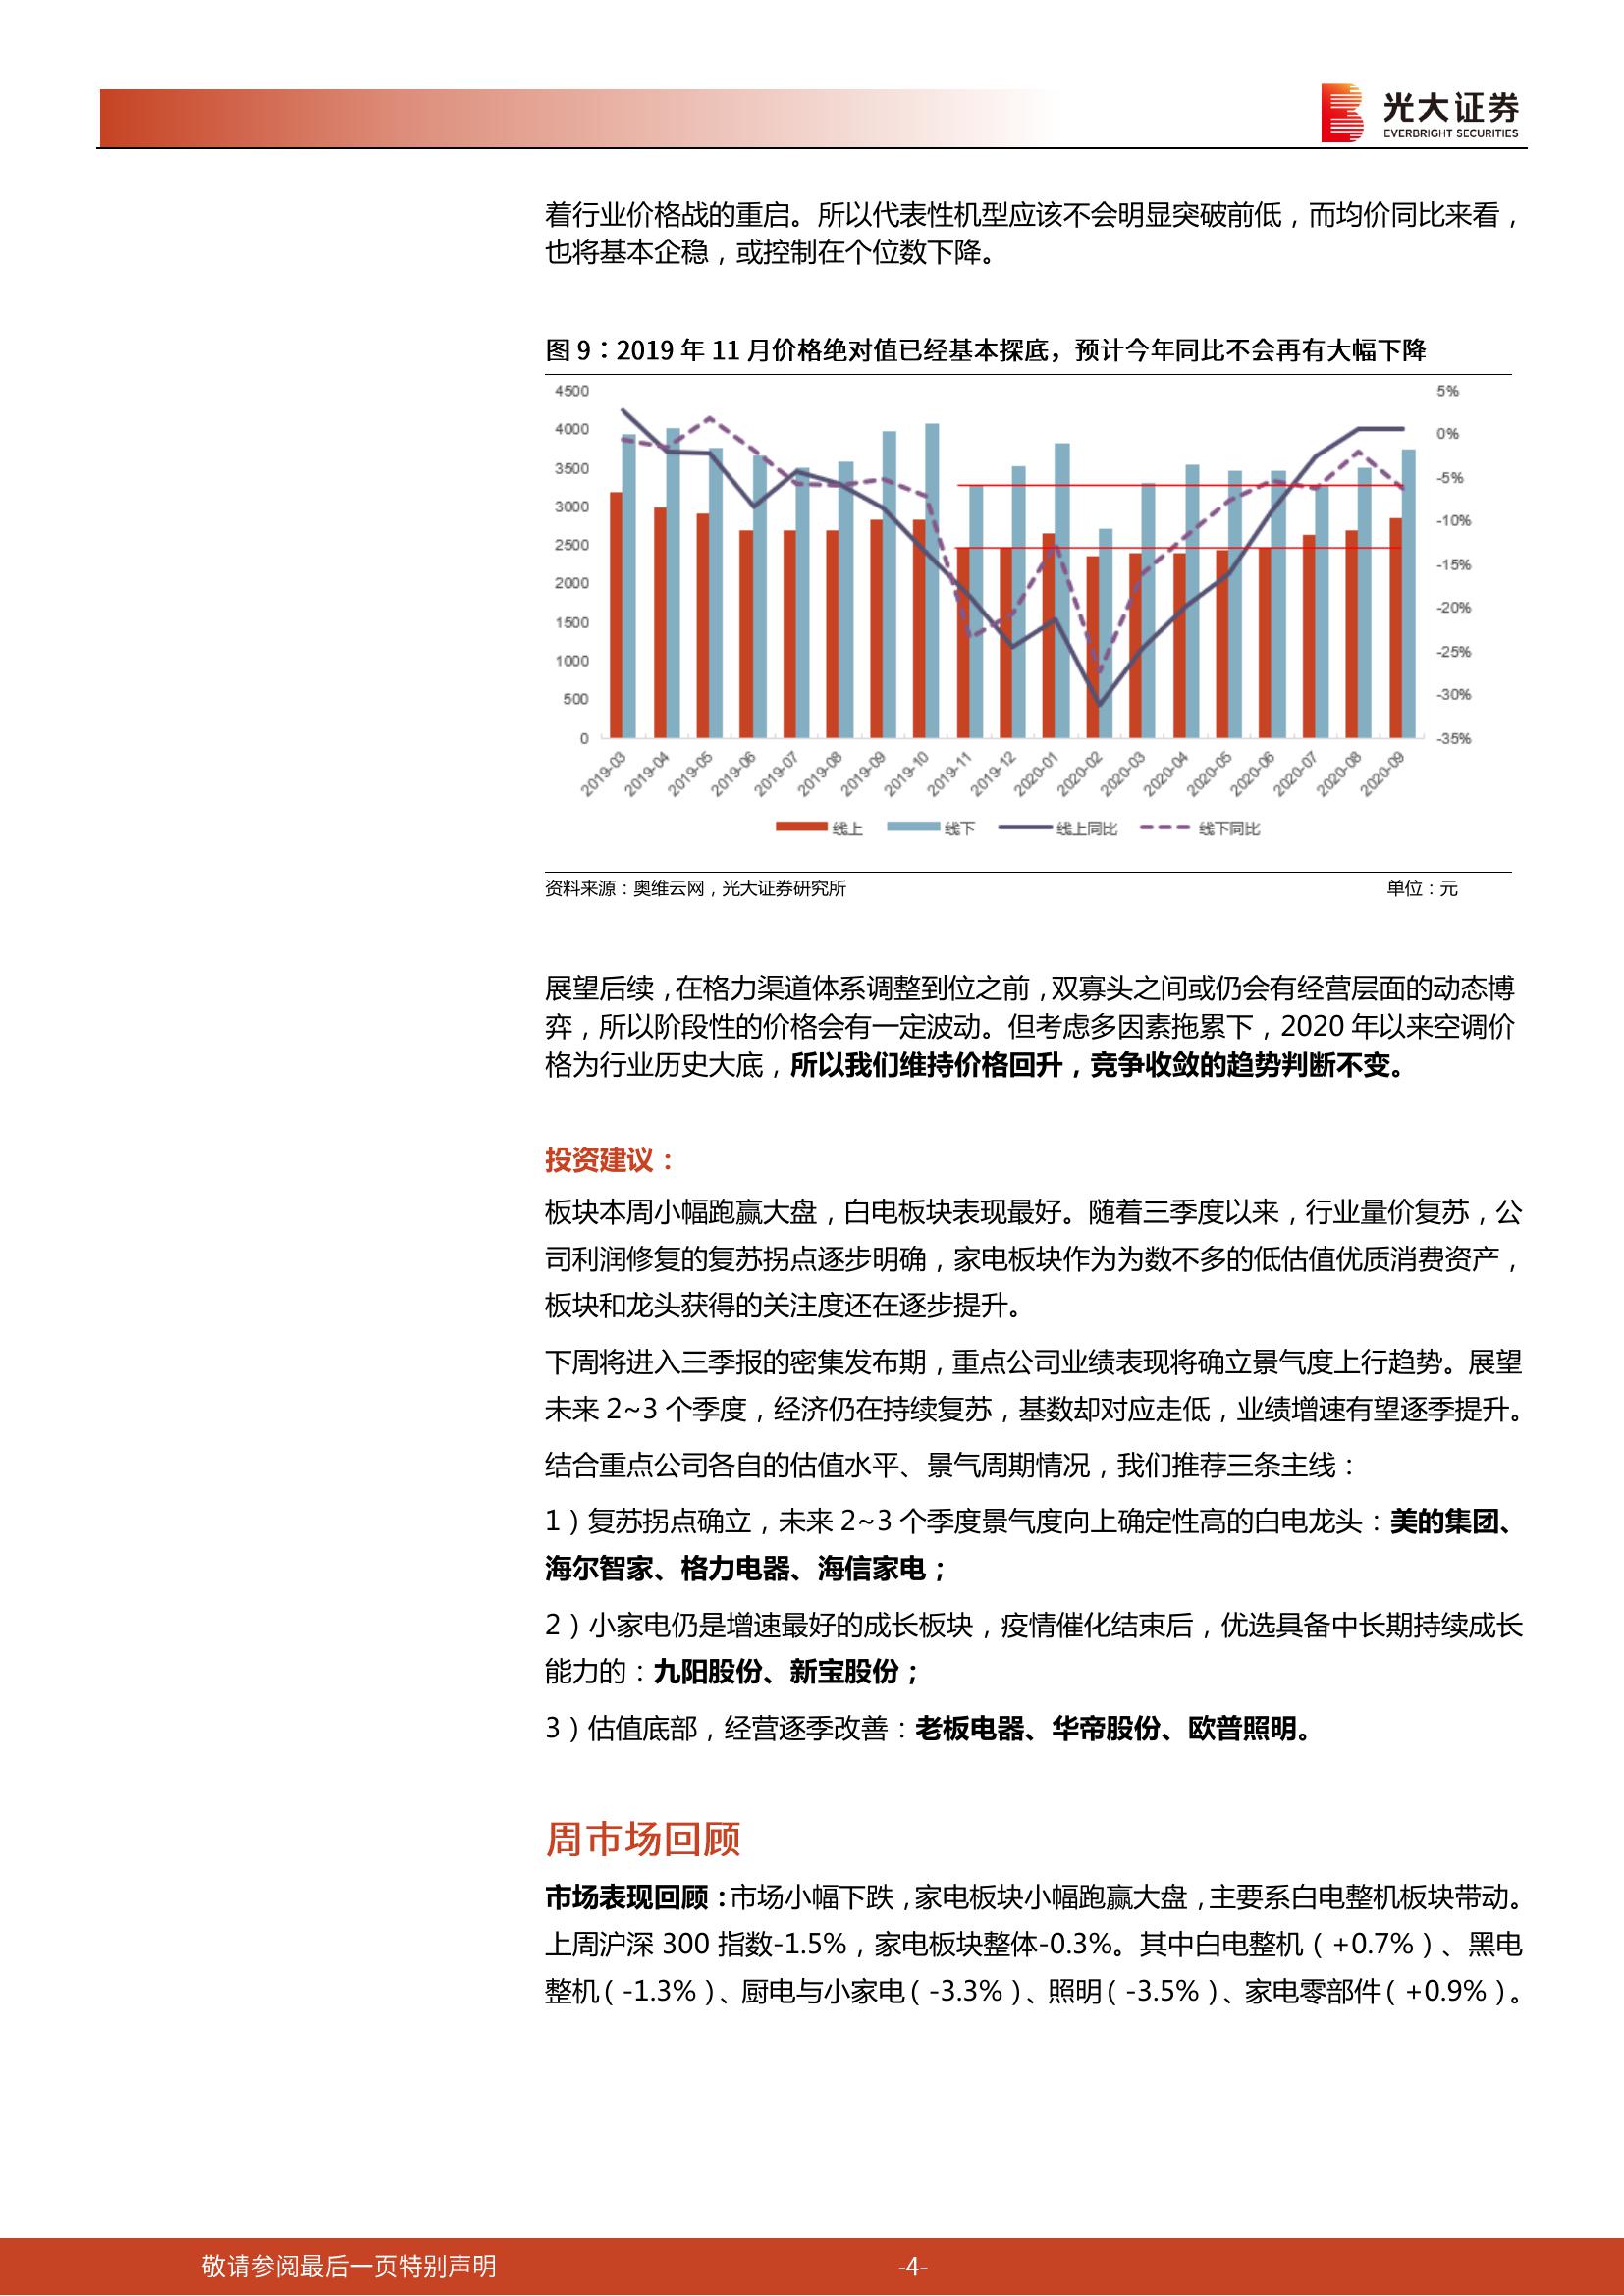 光大证券
EVERBRIGHT SECURITIES
着行业价格战的重启。所以代表性机型应该不会明显突破前低，而均价同比来看，
也将基本企稳，或控制在个位数下降。
图 9：2019 年 11 月价格绝对值已经基本探底，预计今年同比不会再有大幅下降
4500
4000
3500
3000
2500
2000
1500
1000
500
0
5%
0%
-5%
-10%
-15%
-20%
-25%
-30%
-35%
2019-03
2019-04
2019-05
2019-06
2019-07
2019-08
2019-09
2019-10
2019-11
2019-12
2020-01
2020-02
2020-03
2020-04
2020-05
2020-06
2020-07
2020-08
2020-09
线上 线下 线上同比 线下同比
资料来源：奥维云网，光大证券研究所 单位：元
展望后续，在格力渠道体系调整到位之前，双寡头之间或仍会有经营层面的动态博
弈，所以阶段性的价格会有一定波动。但考虑多因素拖累下，2020 年以来空调价
格为行业历史大底，所以我们维持价格回升，竞争收敛的趋势判断不变。
投资建议：
板块本周小幅跑赢大盘，白电板块表现最好。随着三季度以来，行业量价复苏，公
司利润修复的复苏拐点逐步明确，家电板块作为为数不多的低估值优质消费资产，
板块和龙头获得的关注度还在逐步提升。
下周将进入三季报的密集发布期，重点公司业绩表现将确立景气度上行趋势。展望
未来 2~3 个季度，经济仍在持续复苏，基数却对应走低，业绩增速有望逐季提升。
结合重点公司各自的估值水平、景气周期情况，我们推荐三条主线：
1）复苏拐点确立，未来 2~3 个季度景气度向上确定性高的白电龙头：美的集团、
海尔智家、格力电器、海信家电；
2）小家电仍是增速最好的成长板块，疫情催化结束后，优选具备中长期持续成长
能力的：九阳股份、新宝股份；
3）估值底部，经营逐季改善：老板电器、华帝股份、欧普照明。
周市场回顾
市场表现回顾：市场小幅下跌，家电板块小幅跑赢大盘，主要系白电整机板块带动。
上周沪深 300 指数-1.5%，家电板块整体-0.3%。其中白电整机（+0.7%）、黑电
整机（-1.3%）、厨电与小家电（-3.3%）、照明（-3.5%）、家电零部件（+0.9%）。
敬请参阅最后一页特别声明 -4-